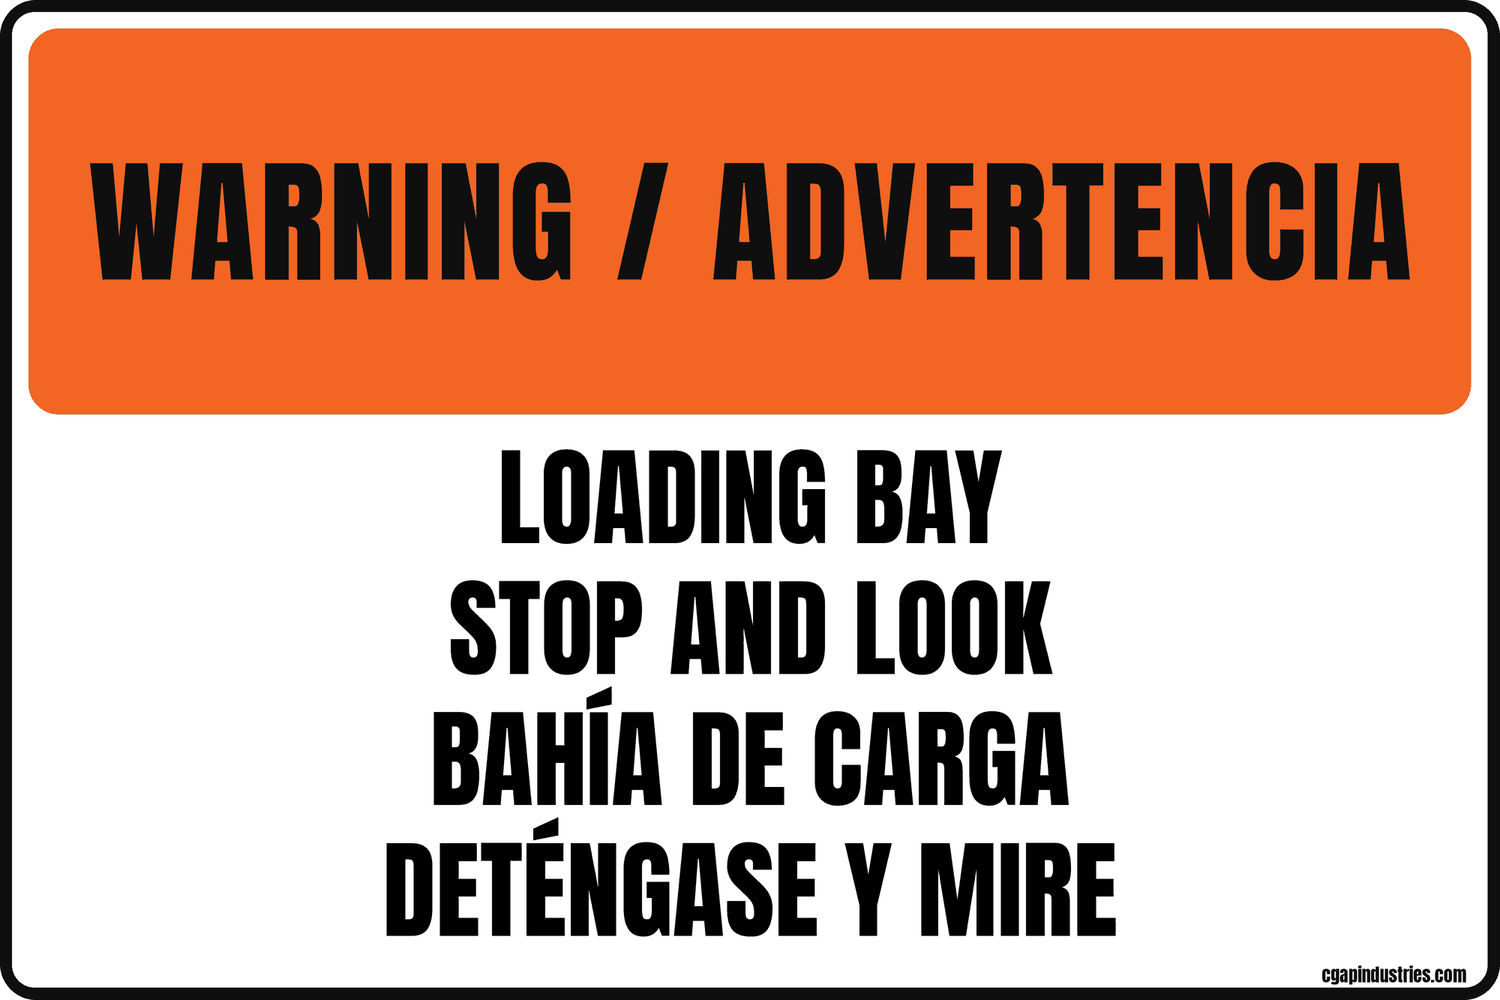 WARNING / ADVERTENCIA
LOADING BAY
STOP AND LOOK
BAHÍA DE CARGA
DETÉNGASE Y MIRE
cgapindustries.com